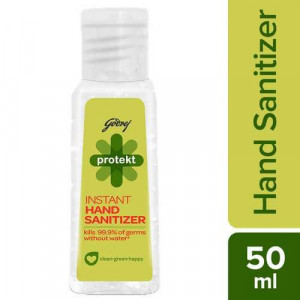 Godrej
protekt
INSTANT
HAND
SANITIZER
kills 99.9% of germs
without water*
clean•green•happy
Hand Sanitizer
50
ml